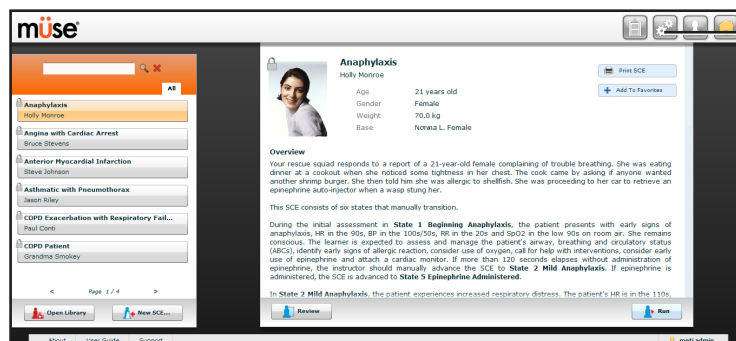 müse
All
Anaphylaxis
Holly Monroe
Angina with Cardiac Arrest
Bruce Stevens
Anterior Myocardial Infarction
Steve Johnson
Asthmatic with Pneumothorax
Jason Riley
COPD Exacerbation with Respiratory Fail...
Paul Conti
COPD Patient
Grandma Smokey
< Page 1 / 4 >
Open Library New SCE...
Anaphylaxis
Holly Monroe
Age 21 years old
Gender Female
Weight 70.0 kg
Base Norma L. Female
Print SCE
Add To Favorites
Overview
Your rescue squad responds to a report of a 21-year-old female complaining of trouble breathing. She was eating
dinner at a cookout when she noticed some tightness in her chest. The cook came by asking if anyone wanted
another shrimp burger. She then told him she was allergic to shellfish. She was proceeding to her car to retrieve an
epinephrine auto-injector when a wasp stung her.
This SCE consists of six states that manually transition.
During the initial assessment in State 1 Beginning Anaphylaxis, the patient presents with early signs of
anaphylaxis, HR in the 90s, BP in the 100s/50s, RR in the 20s and SpO2 in the low 90s on room air. She remains
conscious. The learner is expected to assess and manage the patient's airway, breathing and circulatory status
(ABCs), identify early signs of allergic reaction, consider use of oxygen, call for help with interventions, consider early
use of epinephrine and attach a cardiac monitor. If more than 120 seconds elapses without administration of
epinephrine, the instructor should manually advance the SCE to State 2 Mild Anaphylaxis. If epinephrine is
administered, the SCE is advanced to State 5 Epinephrine Administered.
In State 2 Mild Anaphylaxis, the patient experiences increased respiratory distress. The patient's HR is in the 110s,
Review Run
About User Guide Support meti admin